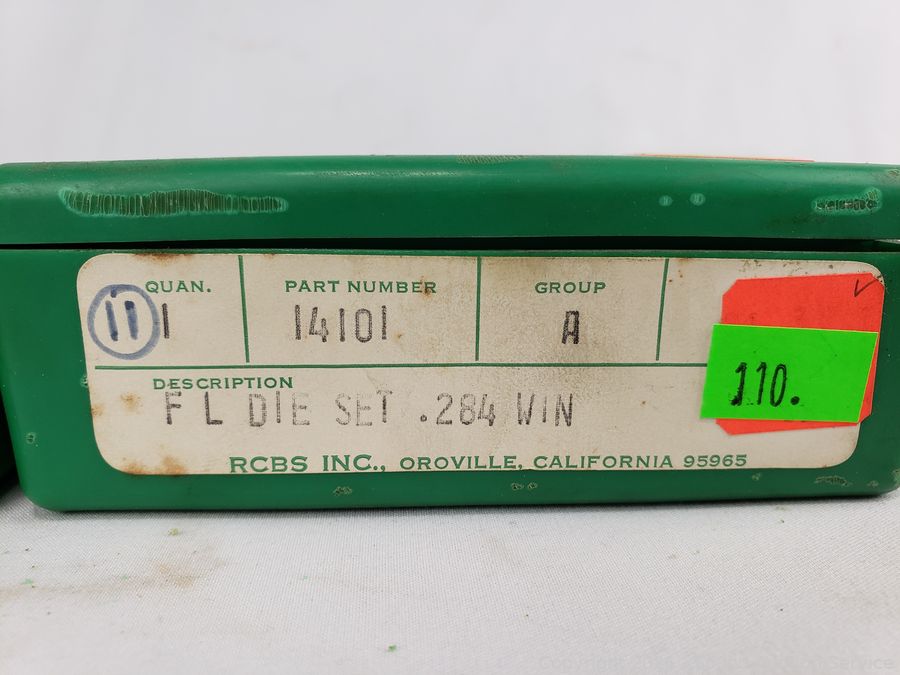 QUAN. PART NUMBER GROUP
11 1 14101 A
110.
DESCRIPTION
F L DIE SET .284 WIN
RCBS INC., OROVILLE, CALIFORNIA 95965